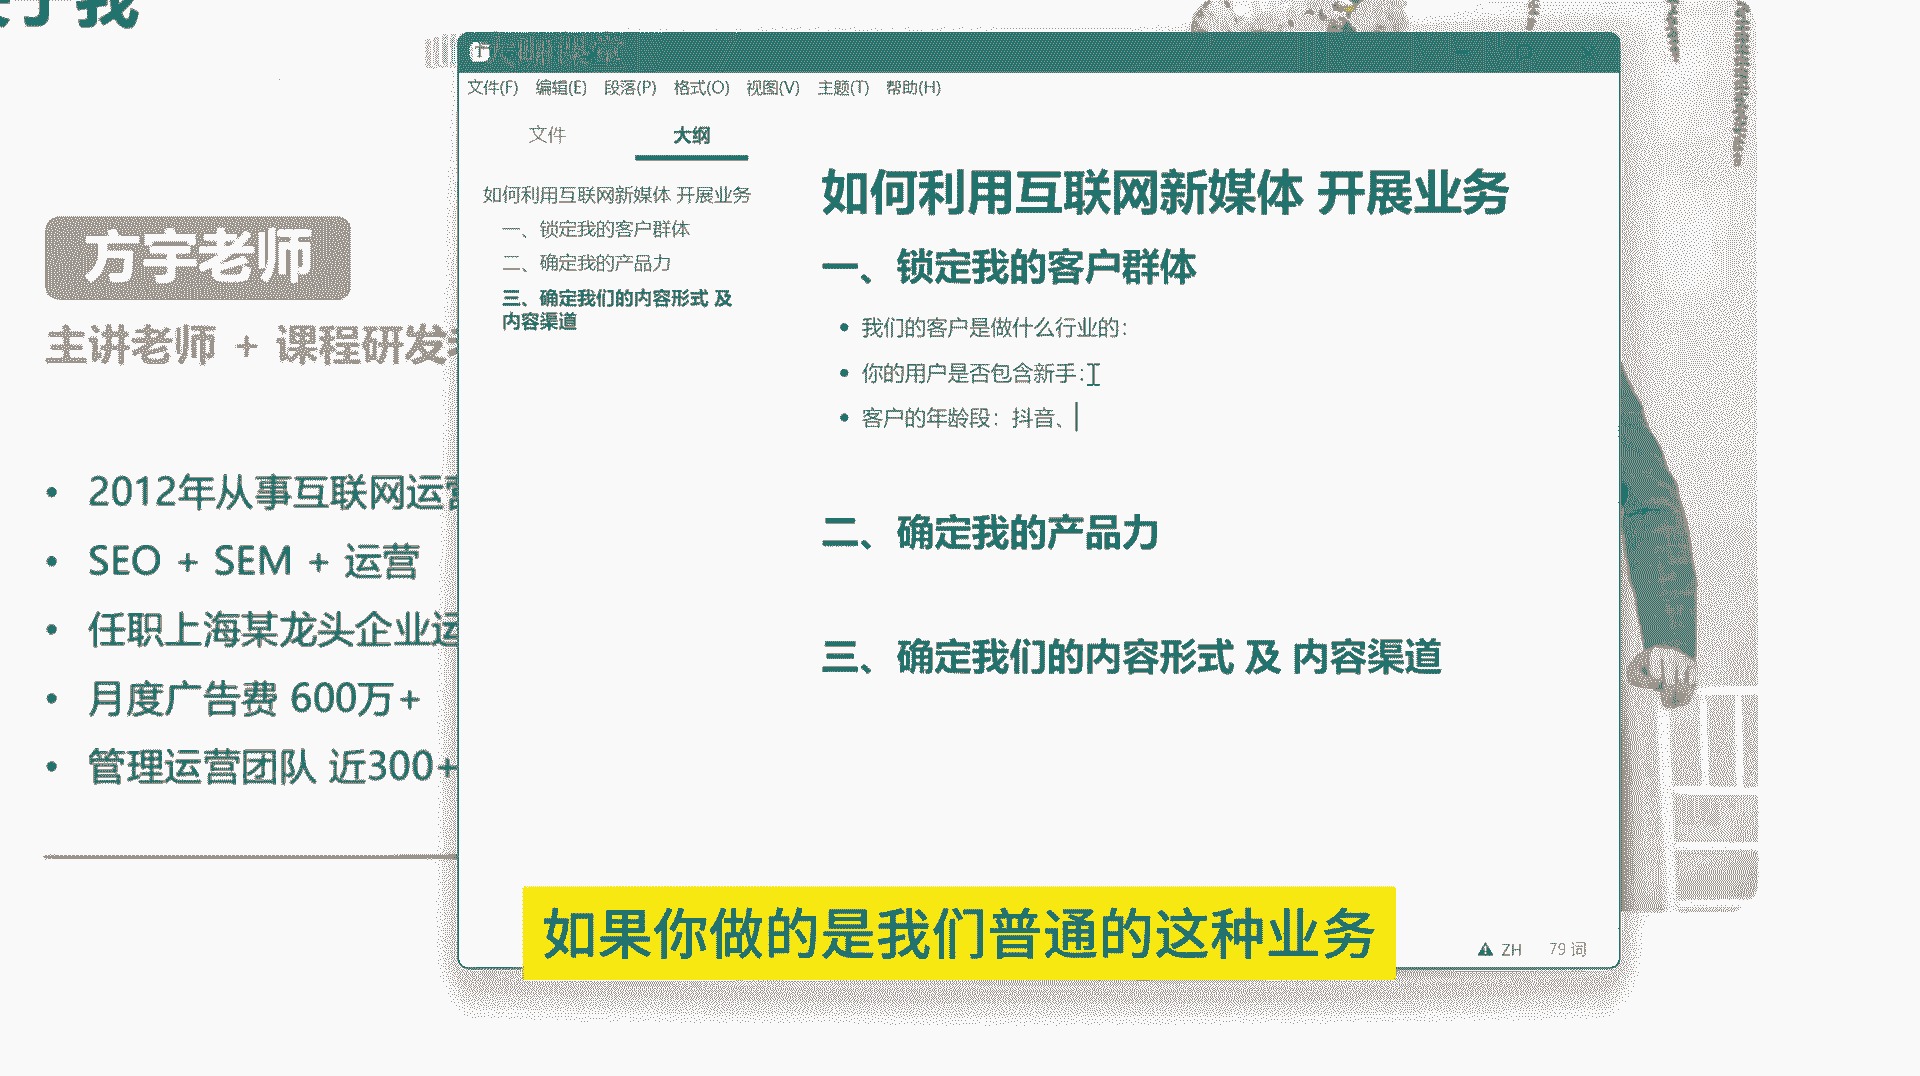 我
方宇老师
主讲老师 + 课程研发
2012年从事互联网运营
SEO + SEM + 运营
任职上海某龙头企业运
月度广告费 600万+
管理运营团队 近300+
文件(F) 编辑(E) 段落(P) 格式(O) 视图(V) 主题(T) 帮助(H)
文件 大纲
如何利用互联网新媒体 开展业务
一、锁定我的客户群体
二、确定我的产品力
三、确定我们的内容形式 及
内容渠道
如何利用互联网新媒体 开展业务
一、锁定我的客户群体
我们的客户是做什么行业的：
你的用户是否包含新手：
客户的年龄段：抖音、
二、确定我的产品力
三、确定我们的内容形式 及 内容渠道
如果你做的是我们普通的这种业务
ZH 79 词